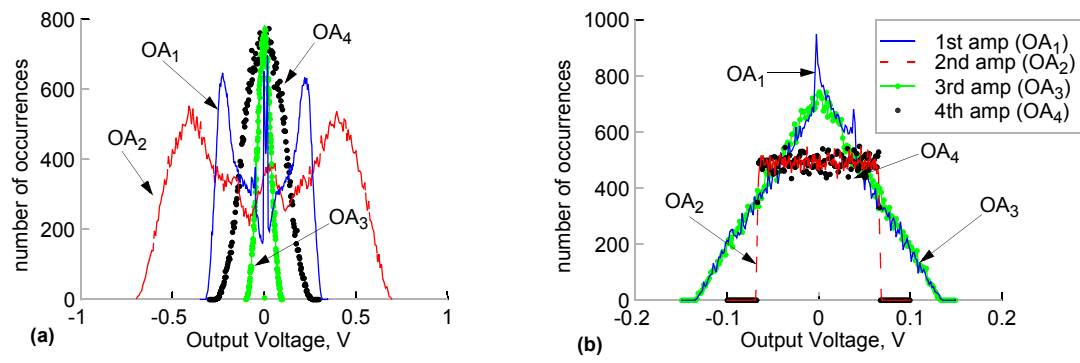 800
600
400
200
0
-1
-0.5
0
0.5
1
number of occurrences
Output Voltage, V
OA1
OA2
OA3
OA4
(a)
1000
800
600
400
200
0
-0.2
-0.1
0
0.1
0.2
number of occurrences
Output Voltage, V
OA1
OA2
OA4
OA3
1st amp (OA1)
2nd amp (OA2)
3rd amp (OA3)
4th amp (OA4)
(b)